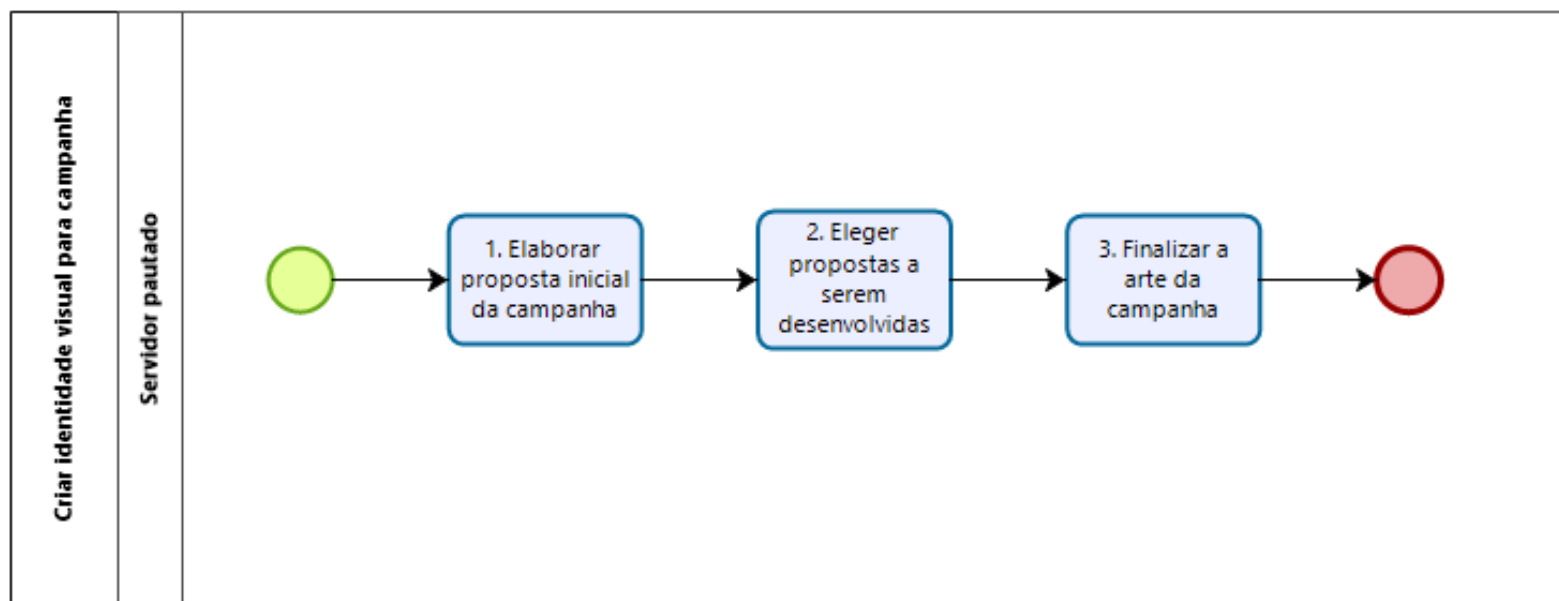 Criar identidade visual para campanha
Servidor pautado
1. Elaborar
proposta inicial
da campanha
2. Eleger
propostas a
serem
desenvolvidas
3. Finalizar a
arte da
campanha